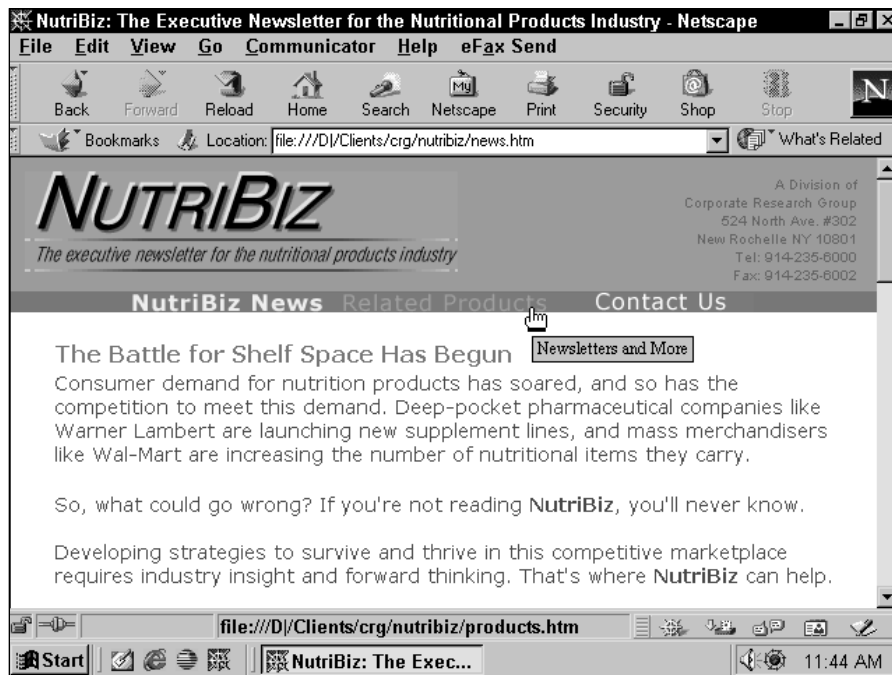 NutriBiz: The Executive Newsletter for the Nutritional Products Industry - Netscape
File Edit View Go Communicator Help eFax Send
My
Back Forward Reload Home Search Netscape Print Security Shop Stop
N
Bookmarks Location: file:///D|/Clients/crg/nutribiz/news.htm What's Related
NUTRIBIZ
The executive newsletter for the nutritional products industry
A Division of
Corporate Research Group
524 North Ave. #302
New Rochelle NY 10801
Tel: 914-235-6000
Fax: 914-235-6002
NutriBiz News Related Products Contact Us
Newsletters and More
The Battle for Shelf Space Has Begun
Consumer demand for nutrition products has soared, and so has the
competition to meet this demand. Deep-pocket pharmaceutical companies like
Warner Lambert are launching new supplement lines, and mass merchandisers
like Wal-Mart are increasing the number of nutritional items they carry.
So, what could go wrong? If you're not reading NutriBiz, you'll never know.
Developing strategies to survive and thrive in this competitive marketplace
requires industry insight and forward thinking. That's where NutriBiz can help.
file:///D|/Clients/crg/nutribiz/products.htm
Start NutriBiz: The Exec... 11:44 AM